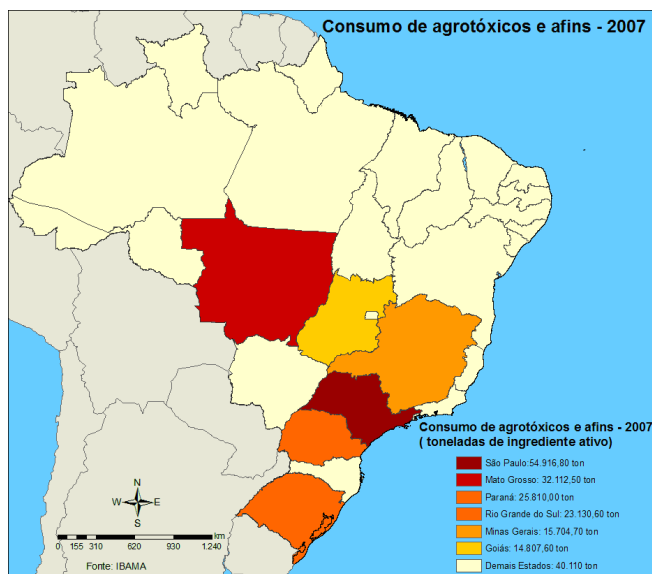 Consumo de agrotóxicos e afins - 2007
Consumo de agrotóxicos e afins - 2007
( toneladas de ingrediente ativo)
São Paulo:54.916,80 ton
Mato Grosso: 32.112,50 ton
Paraná: 25.810,00 ton
Rio Grande do Sul: 23.130,60 ton
Minas Gerais: 15.704,70 ton
Goiás: 14.807,60 ton
Demais Estados: 40.110 ton
N
W E
S
km
0 155 310 620 930 1.240
Fonte: IBAMA